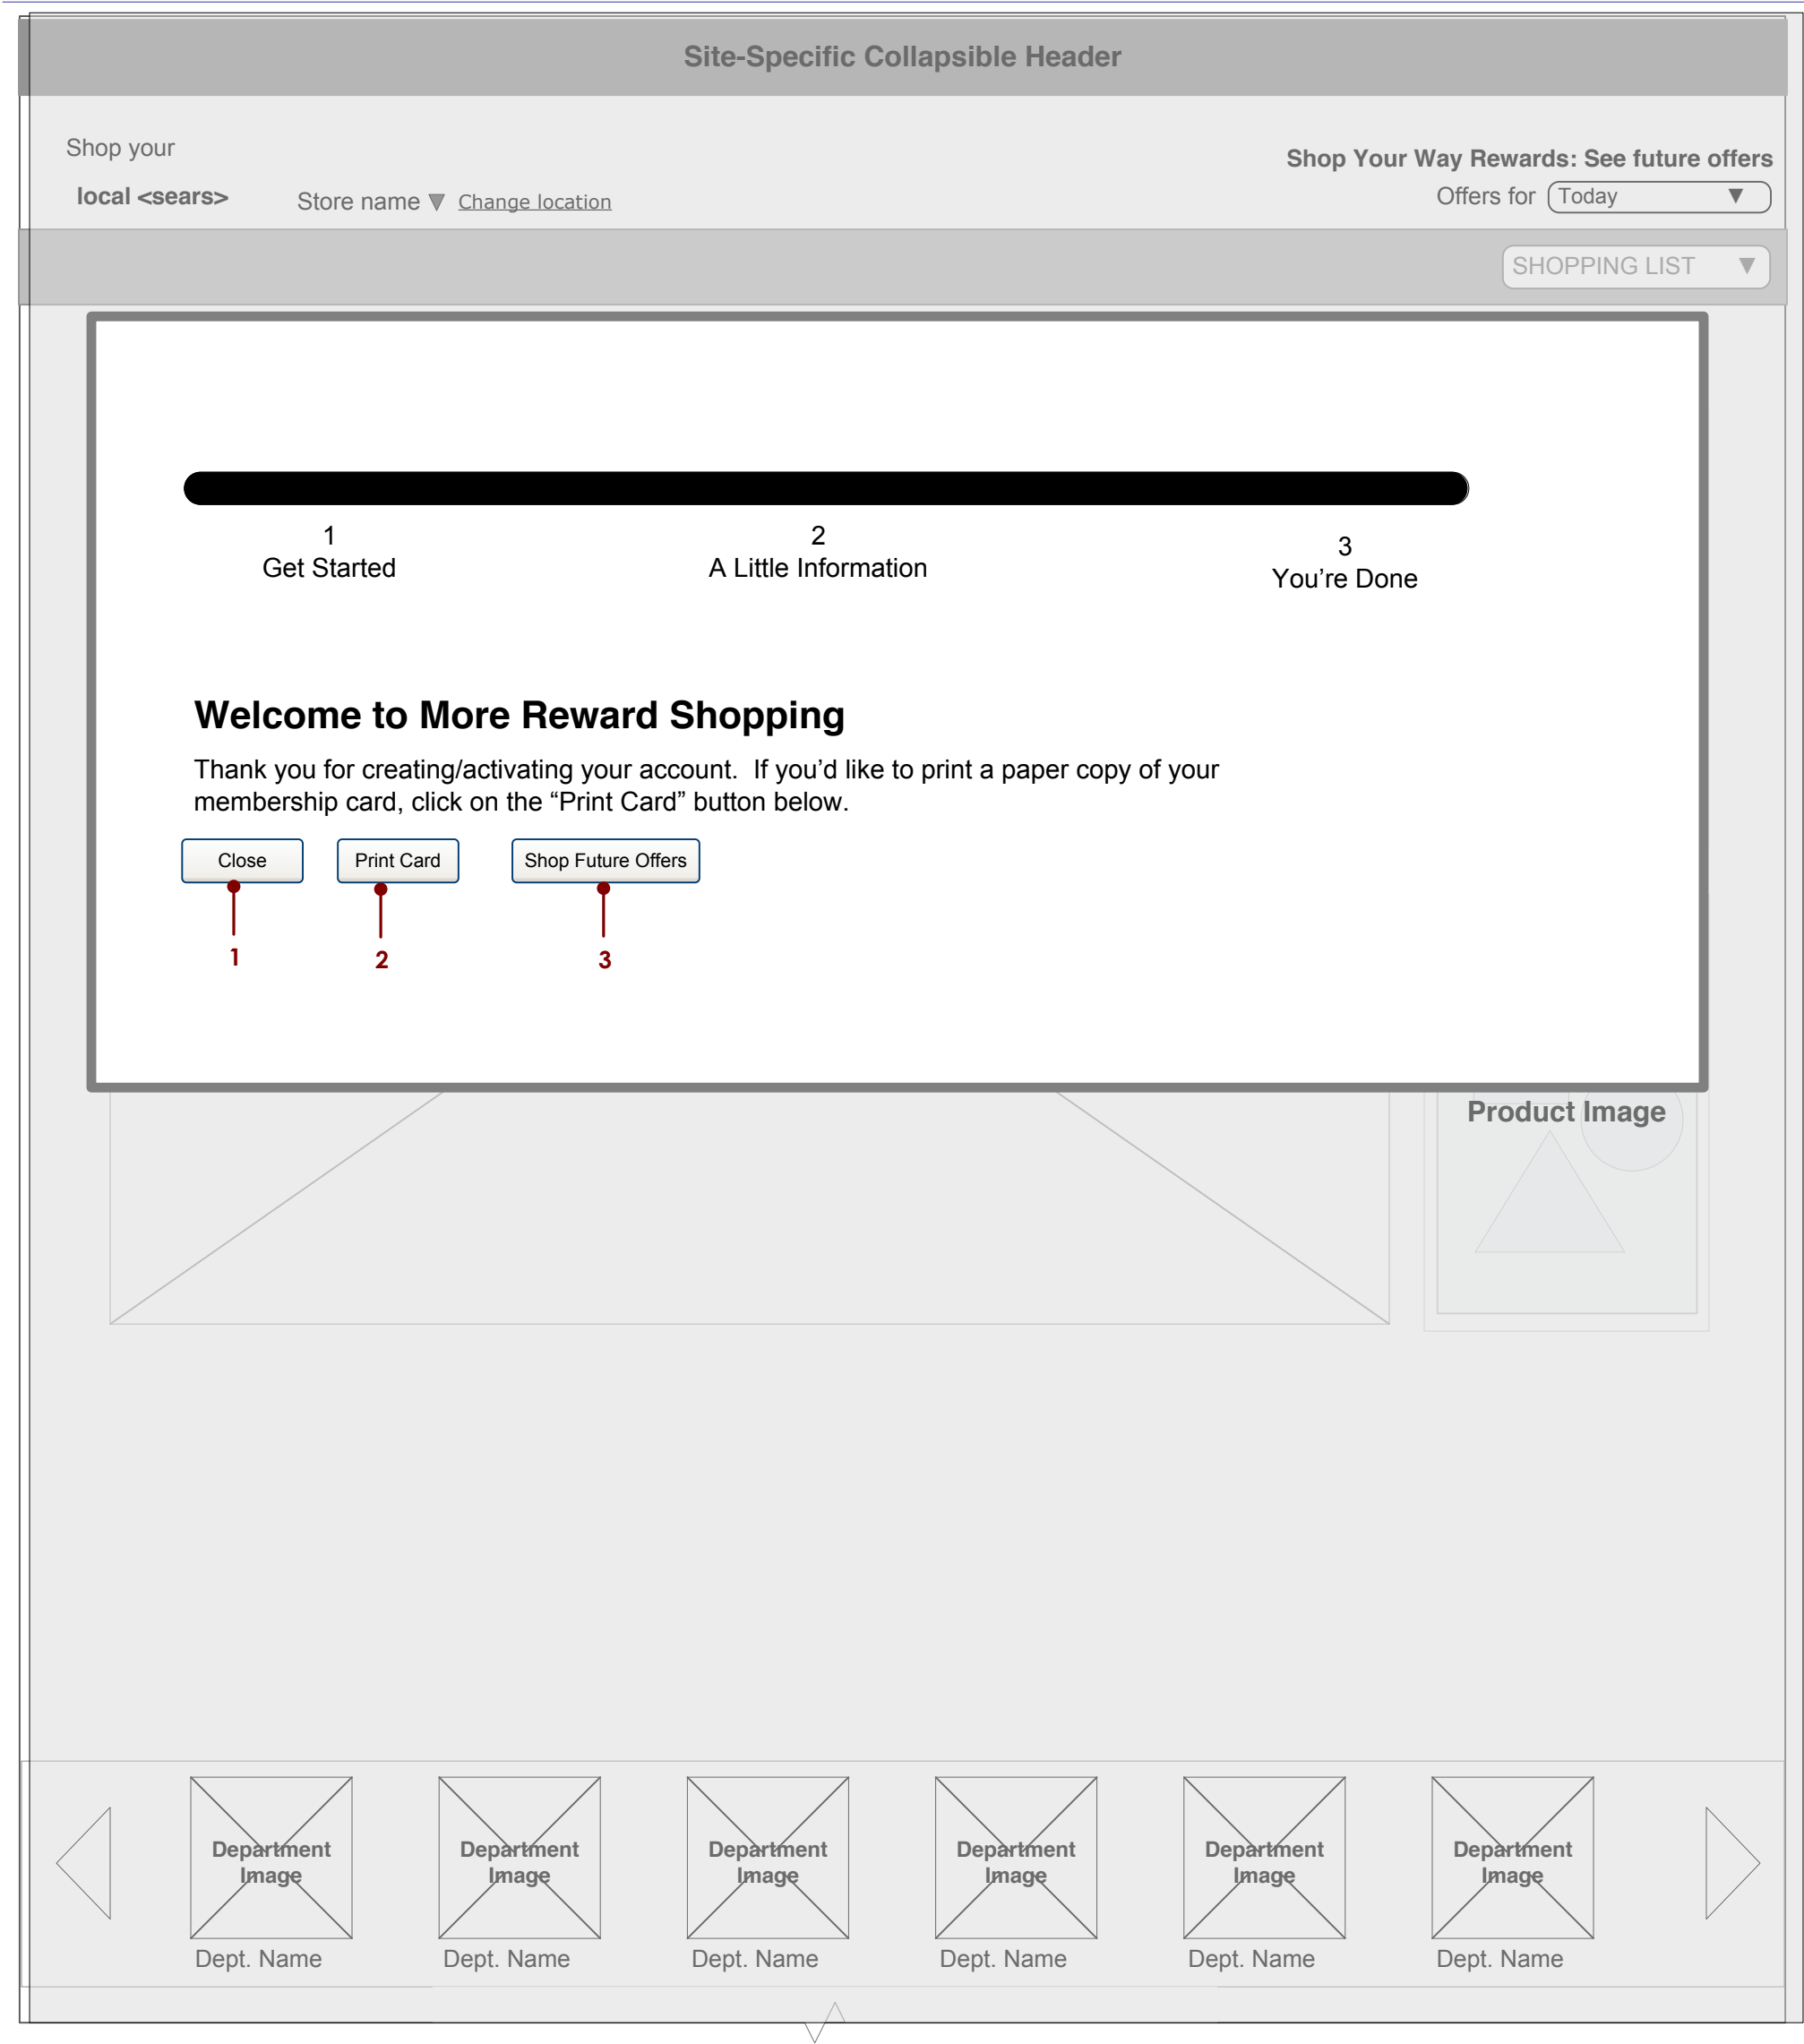 Site-Specific Collapsible Header
Shop your
Shop Your Way Rewards: See future offers
local <sears>
Store name ▼ Change location
Offers for Today ▼
SHOPPING LIST ▼
1
Get Started
2
A Little Information
3
You’re Done
Welcome to More Reward Shopping
Thank you for creating/activating your account.  If you’d like to print a paper copy of your
membership card, click on the “Print Card” button below.
Close
Print Card
Shop Future Offers
1
2
3
Product Image
Department
Image
Dept. Name
Department
Image
Dept. Name
Department
Image
Dept. Name
Department
Image
Dept. Name
Department
Image
Dept. Name
Department
Image
Dept. Name